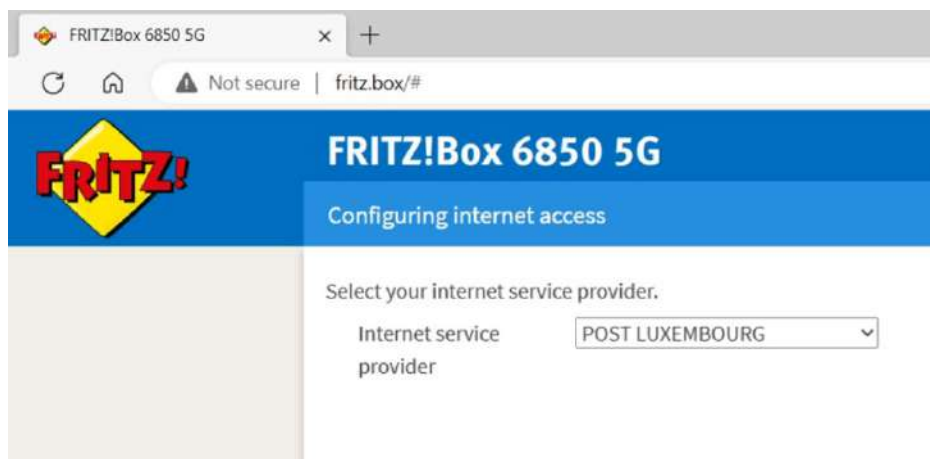 FRITZ!Box 6850 5G
Not secure | fritz.box/#
FRITZ!
FRITZ!Box 6850 5G
Configuring internet access
Select your internet service provider.
Internet service provider
POST LUXEMBOURG